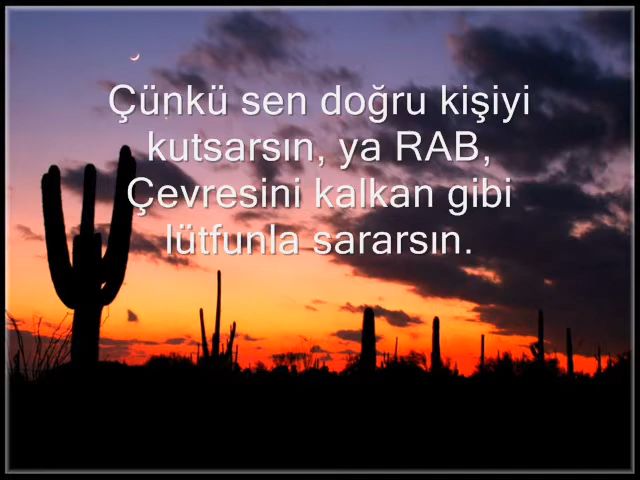 Çünkü sen doğru kişiyi
kutsarsın, ya RAB,
Çevresini kalkan gibi
lütfunla sararsın.